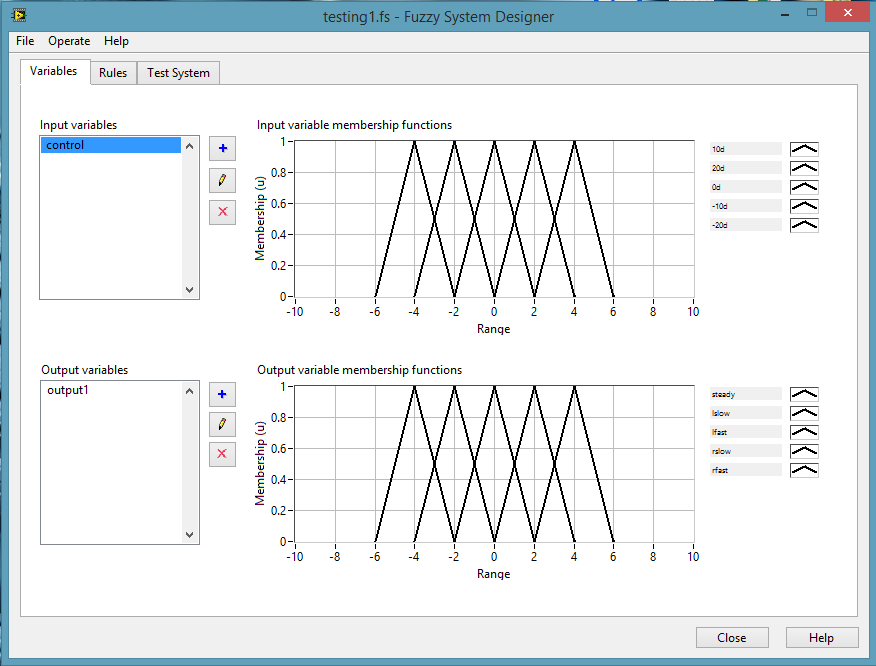 testing1.fs - Fuzzy System Designer
File Operate Help
Variables Rules Test System
Input variables
control
Input variable membership functions
Membership (u)
1
0.8
0.6
0.4
0.2
0
-10 -8 -6 -4 -2 0 2 4 6 8 10
Range
10d
20d
0d
-10d
-20d
Output variables
output1
Output variable membership functions
Membership (u)
1
0.8
0.6
0.4
0.2
0
-10 -8 -6 -4 -2 0 2 4 6 8 10
Range
steady
lslow
lfast
rslow
rfast
Close Help